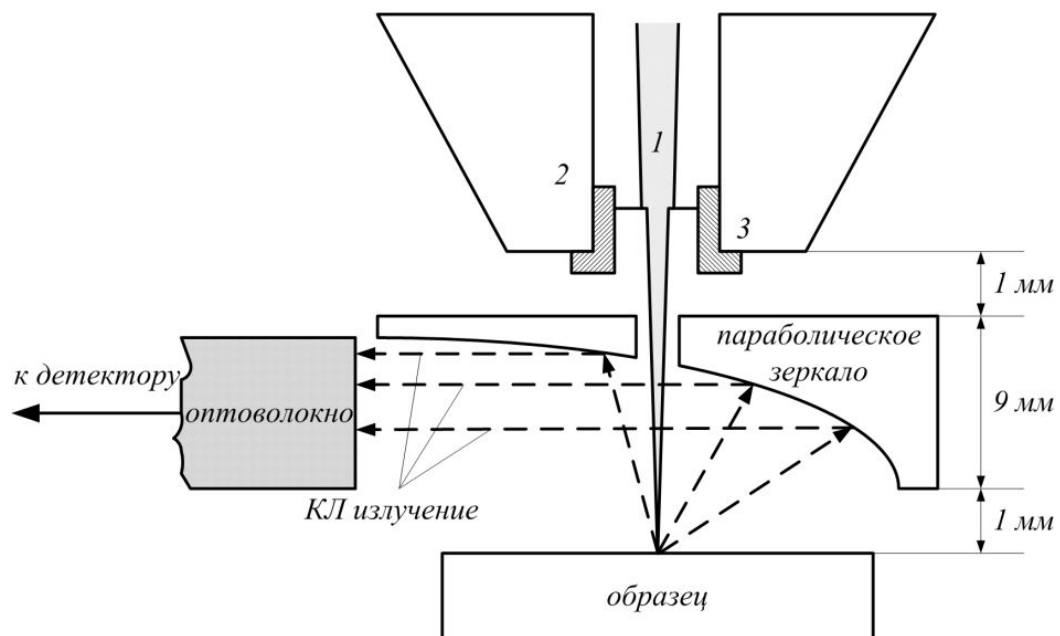 1
2
3
1 мм
параболическое
зеркало
9 мм
к детектору
оптоволокно
КЛ излучение
1 мм
образец